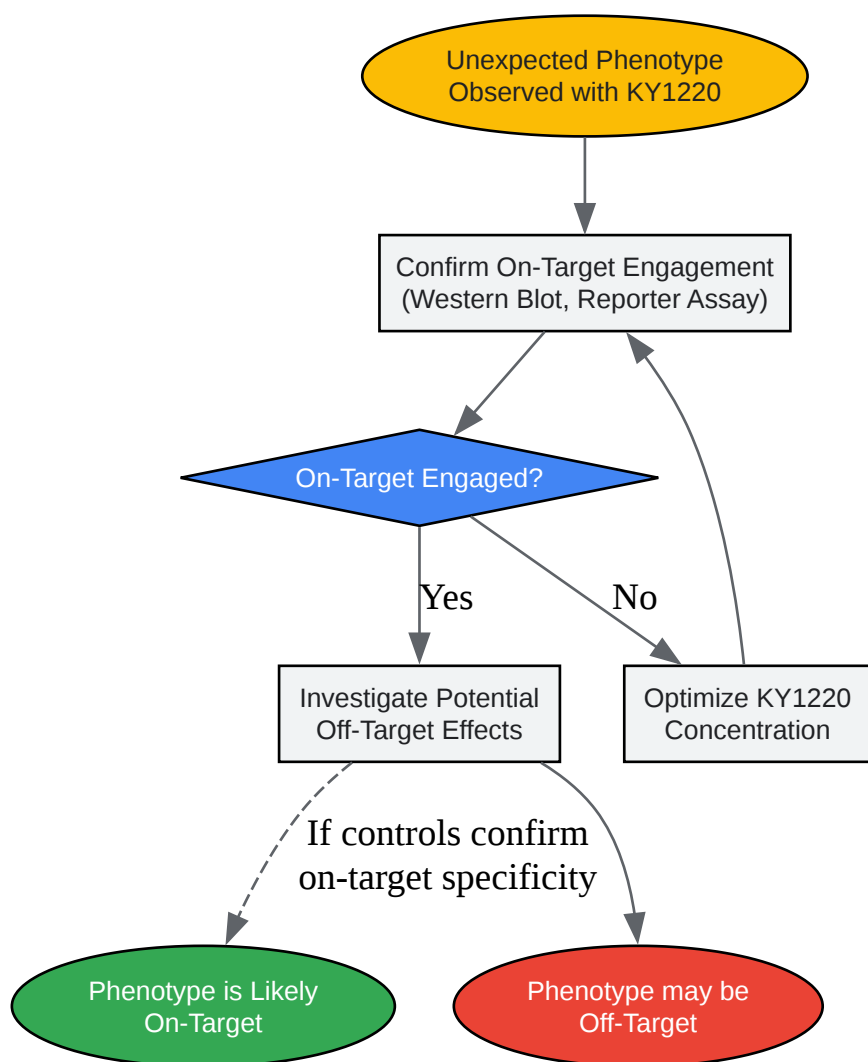 Unexpected Phenotype
Observed with KY1220
Confirm On-Target Engagement
(Western Blot, Reporter Assay)
On-Target Engaged?
Yes
No
Investigate Potential
Off-Target Effects
Optimize KY1220
Concentration
If controls confirm
on-target specificity
Phenotype is Likely
On-Target
Phenotype may be
Off-Target